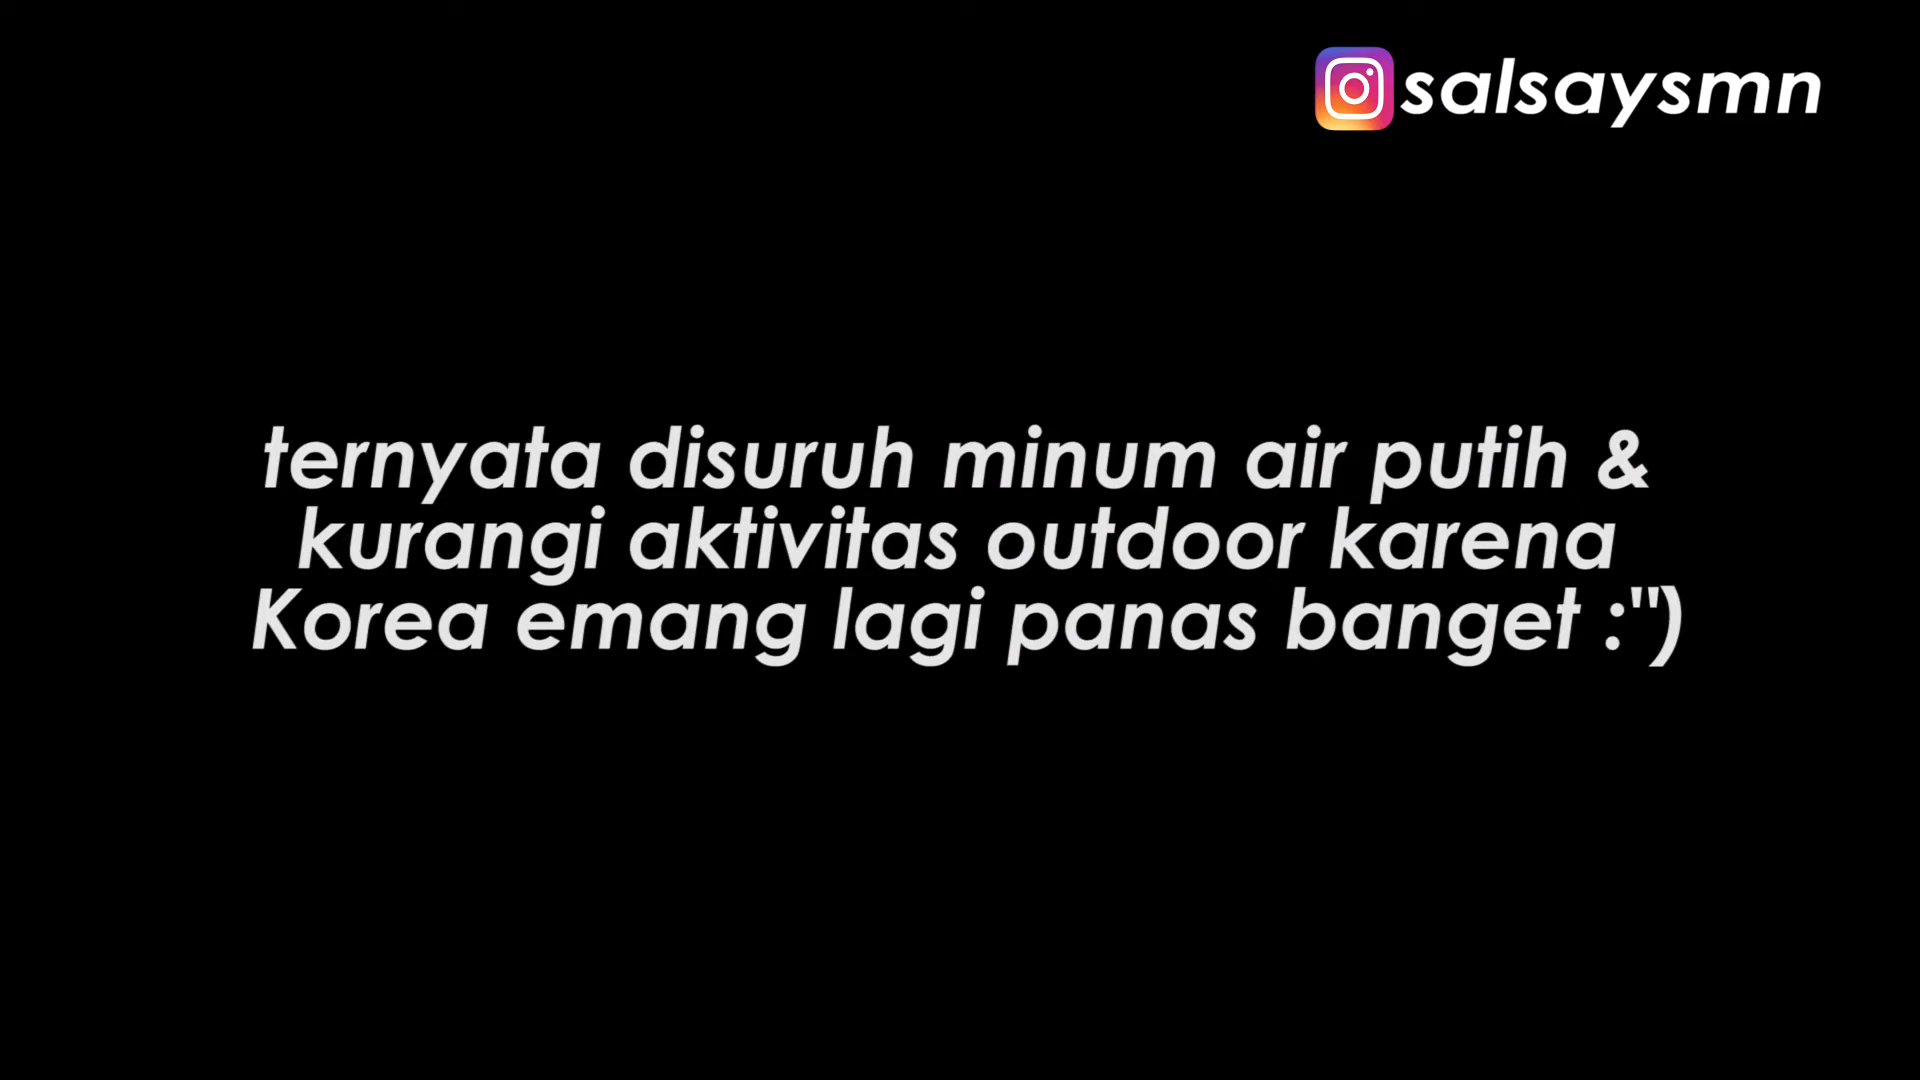 salsaysmn
ternyata disuruh minum air putih &
kurangi aktivitas outdoor karena
Korea emang lagi panas banget :")